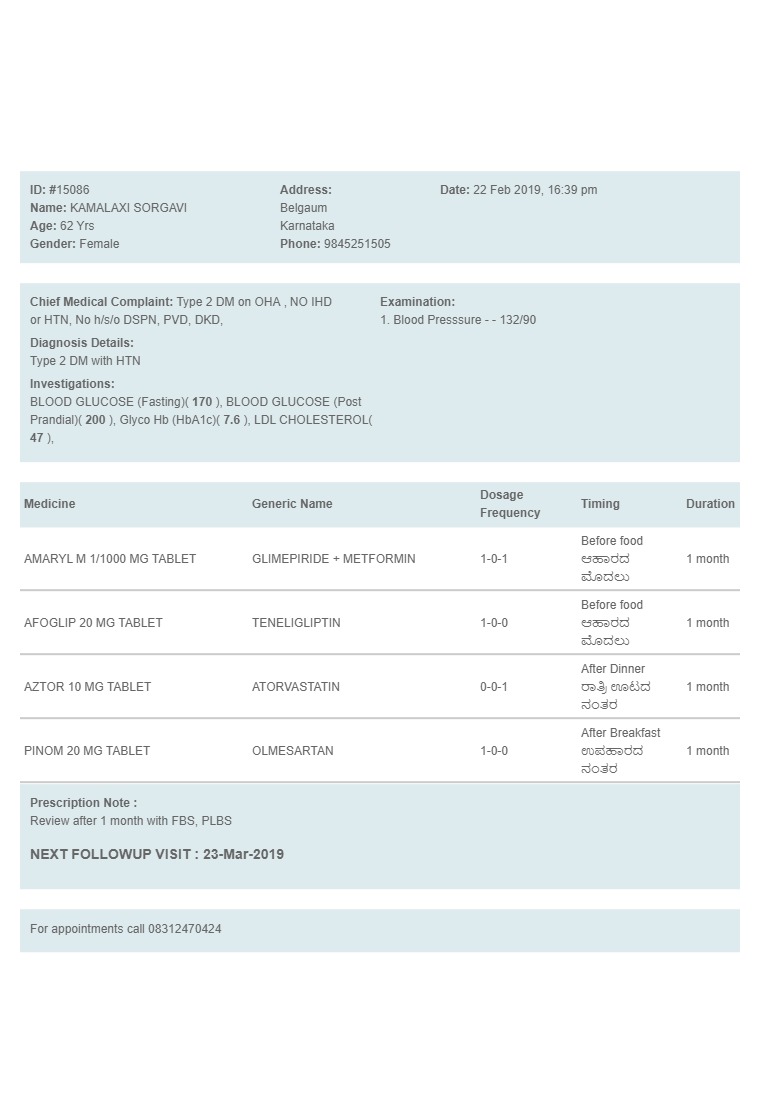 ID: #15086
Name: KAMALAXI SORGAVI
Age: 62 Yrs
Gender: Female
Address:
Belgaum
Karnataka
Phone: 9845251505
Date: 22 Feb 2019, 16:39 pm
Chief Medical Complaint: Type 2 DM on OHA , NO IHD
or HTN, No h/s/o DSPN, PVD, DKD,
Diagnosis Details:
Type 2 DM with HTN
Investigations:
BLOOD GLUCOSE (Fasting)( 170 ), BLOOD GLUCOSE (Post
Prandial)( 200 ), Glyco Hb (HbA1c)( 7.6 ), LDL CHOLESTEROL(
47 ),
Examination:
1. Blood Presssure - - 132/90
Medicine Generic Name Dosage Frequency Timing Duration
AMARYL M 1/1000 MG TABLET GLIMEPIRIDE + METFORMIN 1-0-1 Before food ಆಹಾರದ ಮೊದಲು 1 month
AFOGLIP 20 MG TABLET TENELIGLIPTIN 1-0-0 Before food ಆಹಾರದ ಮೊದಲು 1 month
AZTOR 10 MG TABLET ATORVASTATIN 0-0-1 After Dinner ರಾತ್ರಿ ಊಟದ ನಂತರ 1 month
PINOM 20 MG TABLET OLMESARTAN 1-0-0 After Breakfast ಉಪಹಾರದ ನಂತರ 1 month
Prescription Note :
Review after 1 month with FBS, PLBS
NEXT FOLLOWUP VISIT : 23-Mar-2019
For appointments call 08312470424